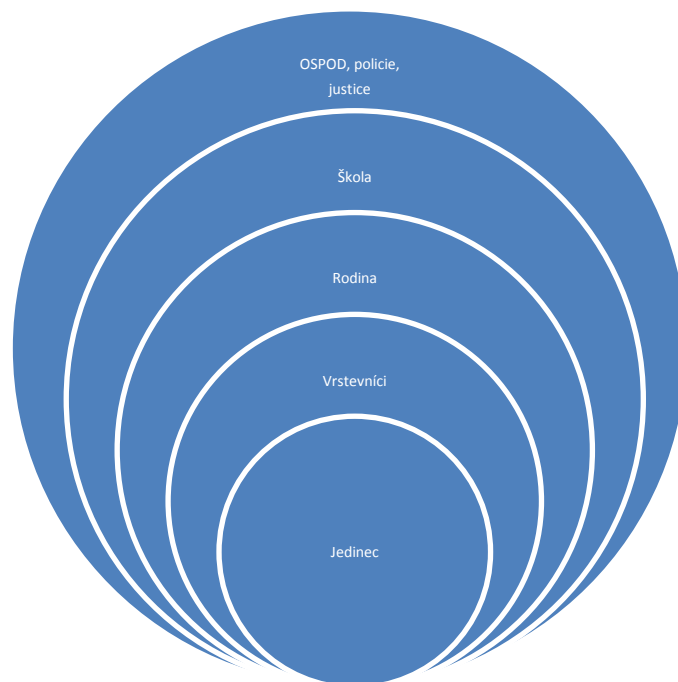 OSPOD, policie,
justice
Škola
Rodina
Vrstevníci
Jedinec